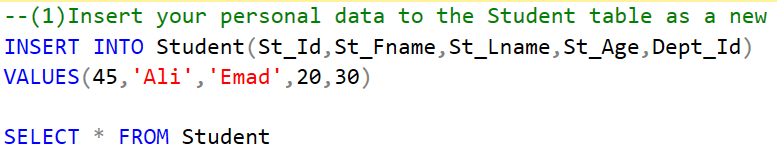 --(1)Insert your personal data to the Student table as a new
INSERT INTO Student(St_Id,St_Fname,St_Lname,St_Age,Dept_Id)
VALUES(45,'Ali','Emad',20,30)
SELECT * FROM Student